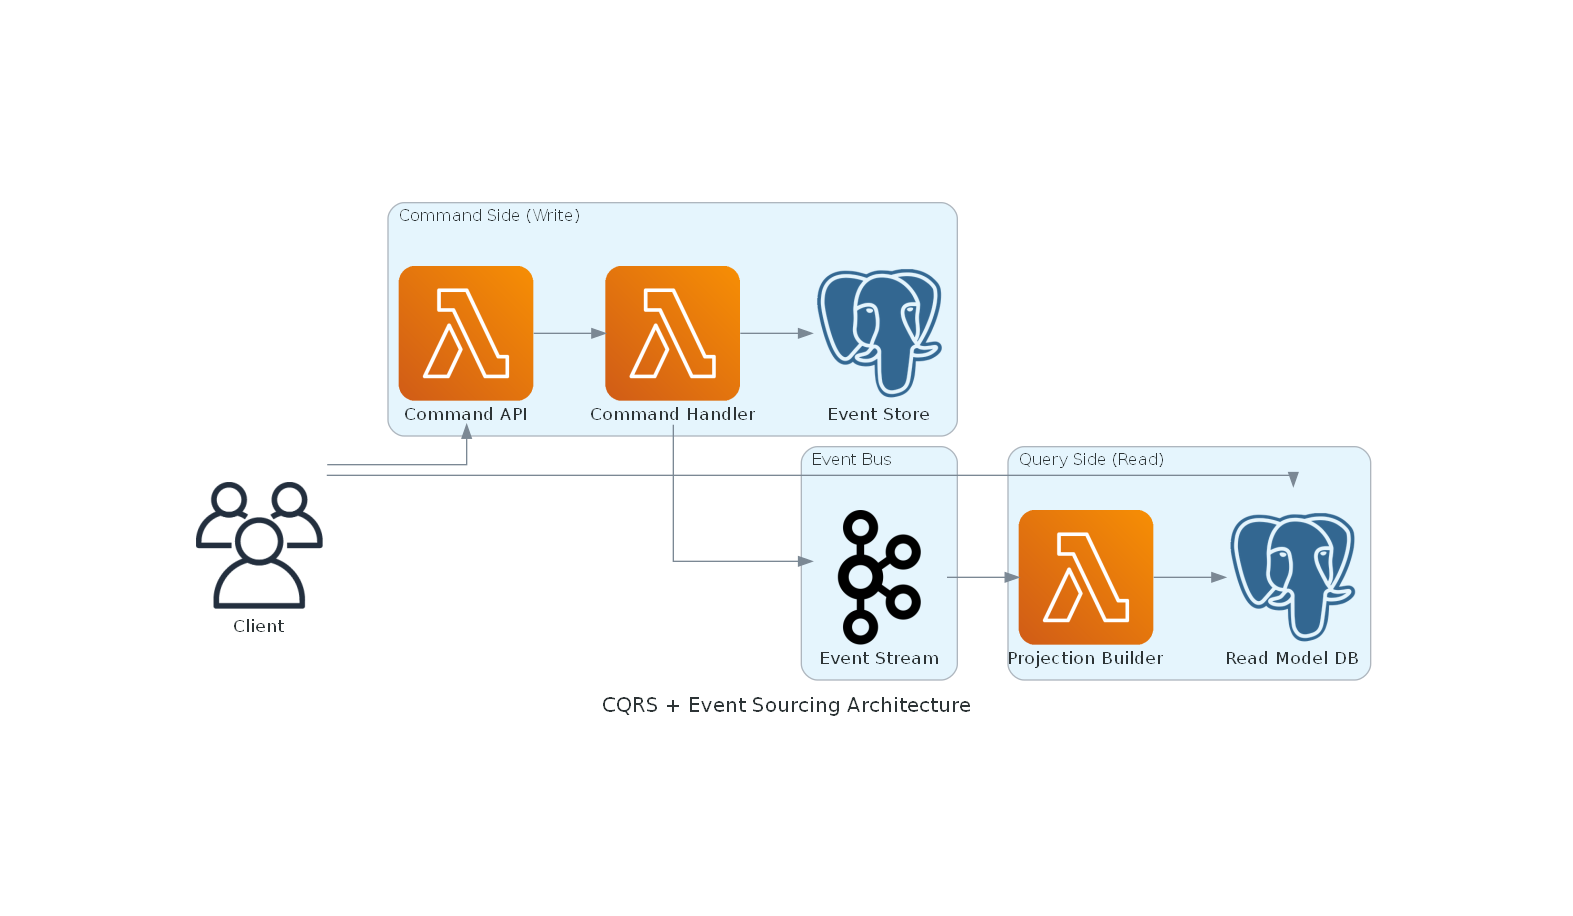 Command Side (Write)
Command API
Command Handler
Event Store
Event Bus
Query Side (Read)
Client
Event Stream
Projection Builder
Read Model DB
CQRS + Event Sourcing Architecture